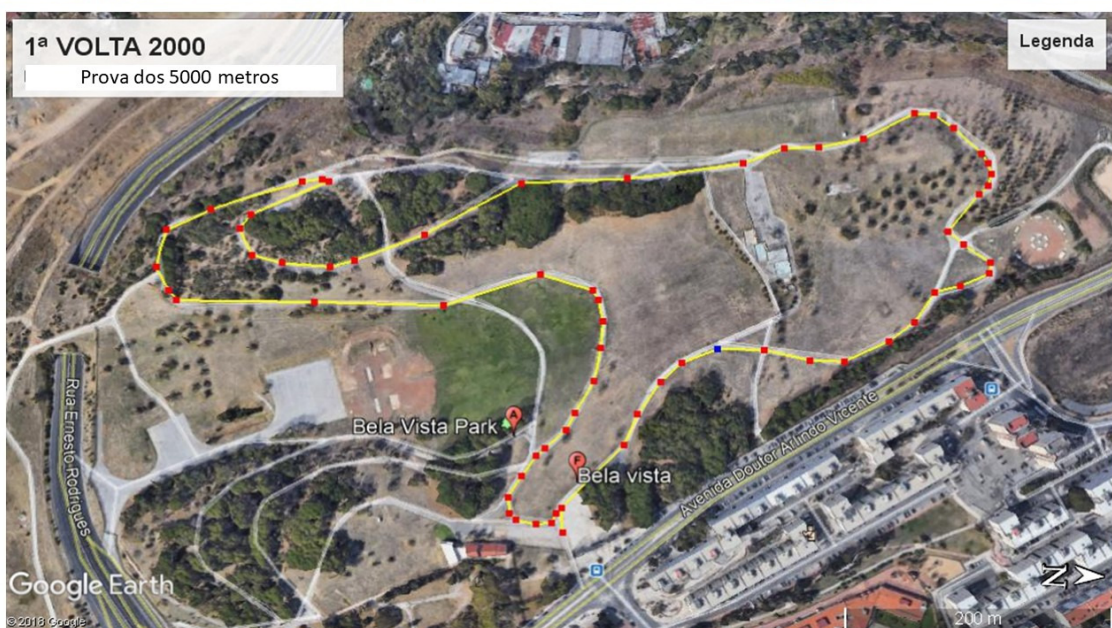 1ª VOLTA 2000
Prova dos 5000 metros
Legenda
A
Bela Vista Park
F
Bela vista
Rua Ernesto Rodrigues
Avenida Doutor Arlindo Vicente
Google Earth
N
200 m
© 2018 Google